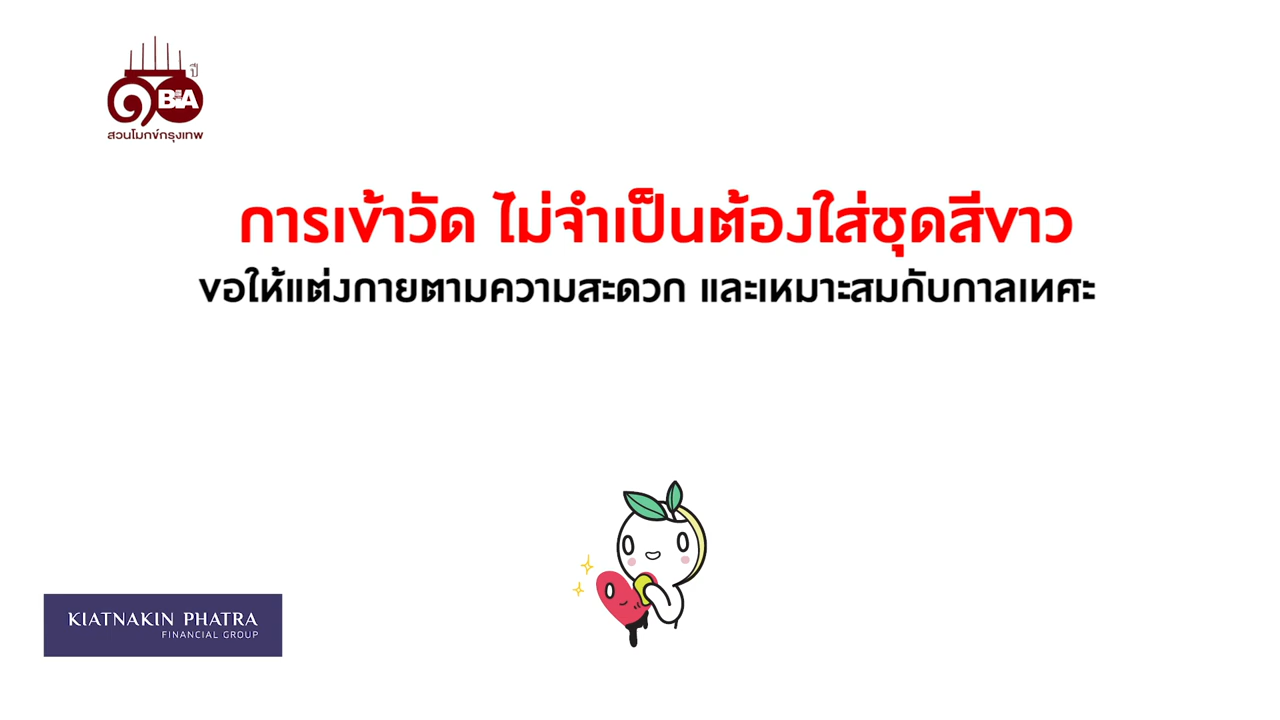 ๑๐ ปี
BIA
สวนโมกข์กรุงเทพ
การเข้าวัด ไม่จำเป็นต้องใส่ชุดสีขาว
ขอให้แต่งกายตามความสะดวก และเหมาะสมกับกาลเทศะ
KIATNAKIN PHATRA
FINANCIAL GROUP